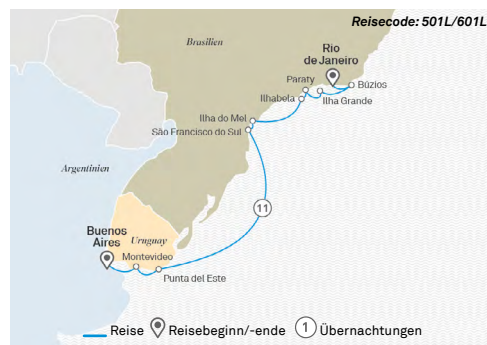 Reisecode: 501L/601L
Brasilien
Rio
de Janeiro
Paraty
Búzios
Ilhabela
Ilha Grande
Ilha do Mel
São Francisco do Sul
Argentinien
11
Buenos
Aires
Uruguay
Montevideo
Punta del Este
Reise Reisebeginn/-ende 1 Übernachtungen